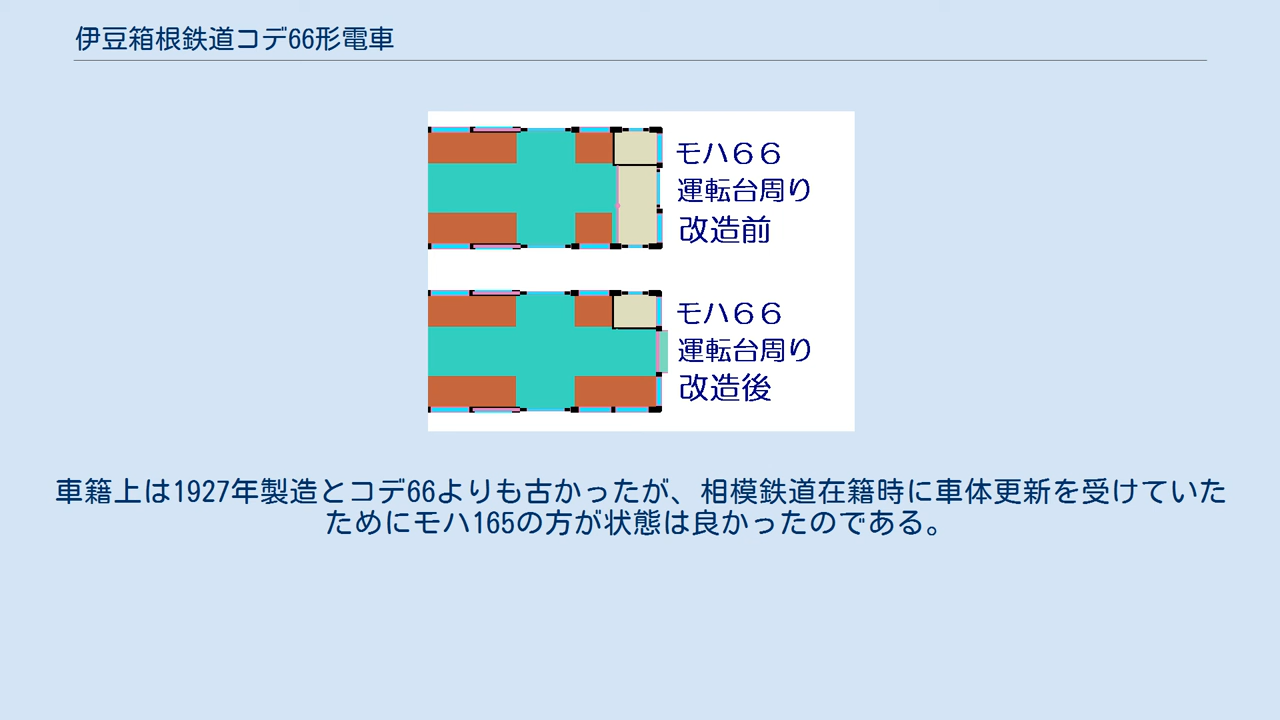 伊豆箱根鉄道コデ66形電車
モハ６６
運転台周り
改造前
モハ６６
運転台周り
改造後
車籍上は1927年製造とコデ66よりも古かったが、相模鉄道在籍時に車体更新を受けていた
ためにモハ165の方が状態は良かったのである。